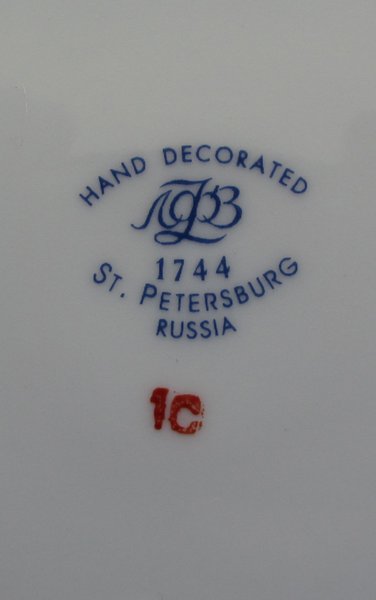 HAND DECORATED
ЛФЗ
1744
ST. PETERSBURG
RUSSIA
1C